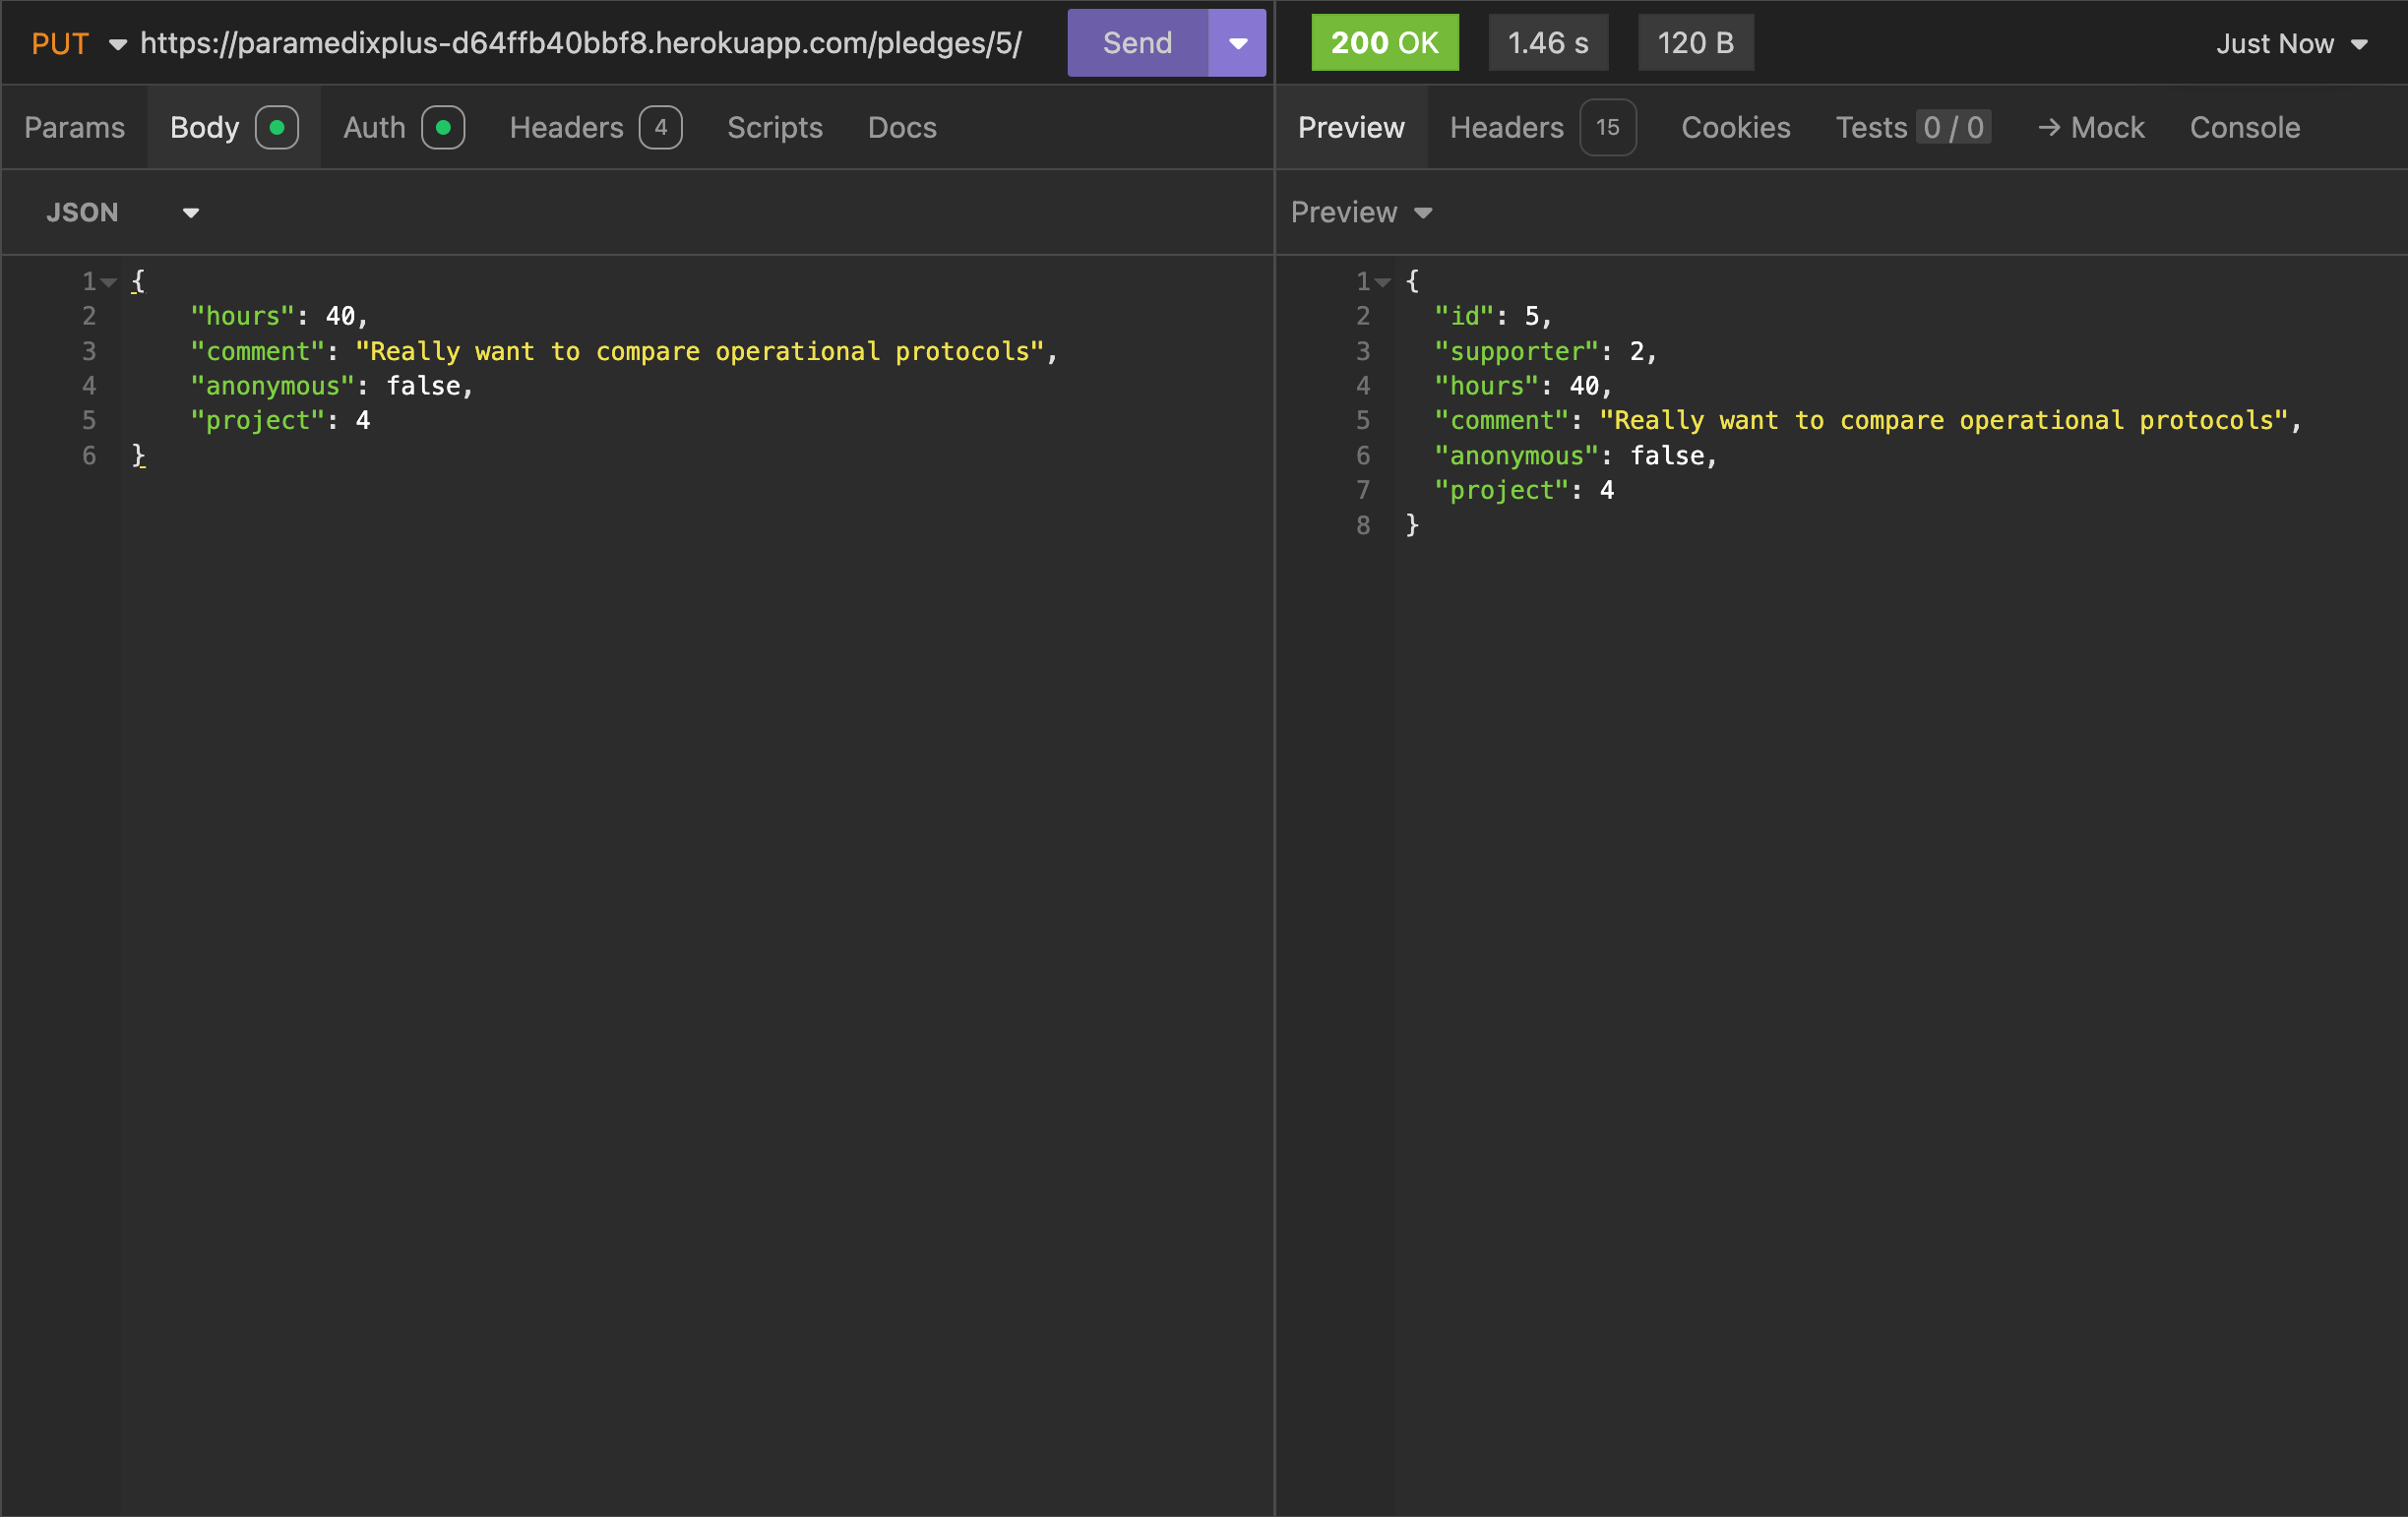 PUT https://paramedixplus-d64ffb40bbf8.herokuapp.com/pledges/5/ Send 200 OK 1.46 s 120 B Just Now
Params Body Auth Headers 4 Scripts Docs Preview Headers 15 Cookies Tests 0 / 0 → Mock Console
JSON Preview
1 {
2 "hours": 40,
3 "comment": "Really want to compare operational protocols",
4 "anonymous": false,
5 "project": 4
6 }
1 {
2 "id": 5,
3 "supporter": 2,
4 "hours": 40,
5 "comment": "Really want to compare operational protocols",
6 "anonymous": false,
7 "project": 4
8 }